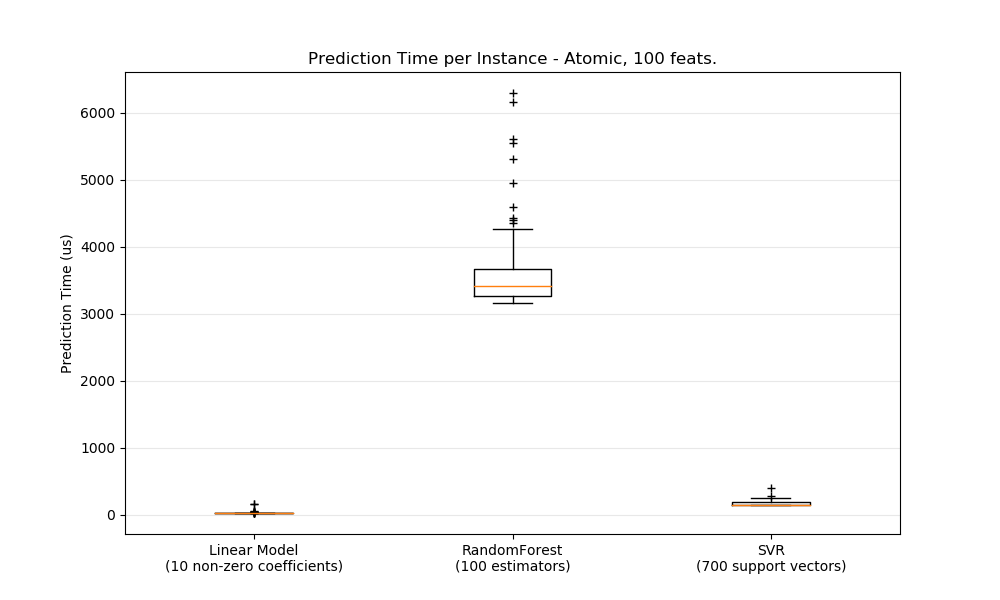 Prediction Time per Instance - Atomic, 100 feats.
Prediction Time (us)
6000
5000
4000
3000
2000
1000
0
Linear Model
(10 non-zero coefficients)
RandomForest
(100 estimators)
SVR
(700 support vectors)